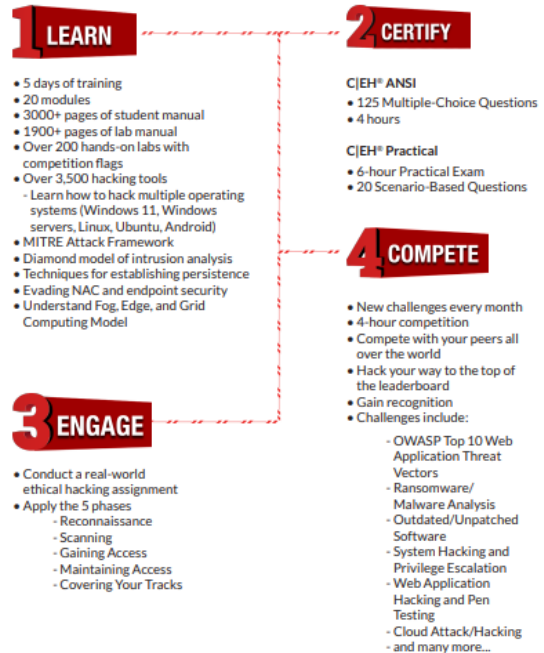 1 LEARN
• 5 days of training
• 20 modules
• 3000+ pages of student manual
• 1900+ pages of lab manual
• Over 200 hands-on labs with
competition flags
• Over 3,500 hacking tools
- Learn how to hack multiple operating
systems (Windows 11, Windows
servers, Linux, Ubuntu, Android)
• MITRE Attack Framework
• Diamond model of intrusion analysis
• Techniques for establishing persistence
• Evading NAC and endpoint security
• Understand Fog, Edge, and Grid
Computing Model
2 CERTIFY
C|EH® ANSI
• 125 Multiple-Choice Questions
• 4 hours
C|EH® Practical
• 6-hour Practical Exam
• 20 Scenario-Based Questions
3 ENGAGE
• Conduct a real-world
ethical hacking assignment
• Apply the 5 phases
- Reconnaissance
- Scanning
- Gaining Access
- Maintaining Access
- Covering Your Tracks
4 COMPETE
• New challenges every month
• 4-hour competition
• Compete with your peers all
over the world
• Hack your way to the top of
the leaderboard
• Gain recognition
• Challenges include:
- OWASP Top 10 Web
Application Threat
Vectors
- Ransomware/
Malware Analysis
- Outdated/Unpatched
Software
- System Hacking and
Privilege Escalation
- Web Application
Hacking and Pen
Testing
- Cloud Attack/Hacking
- and many more...